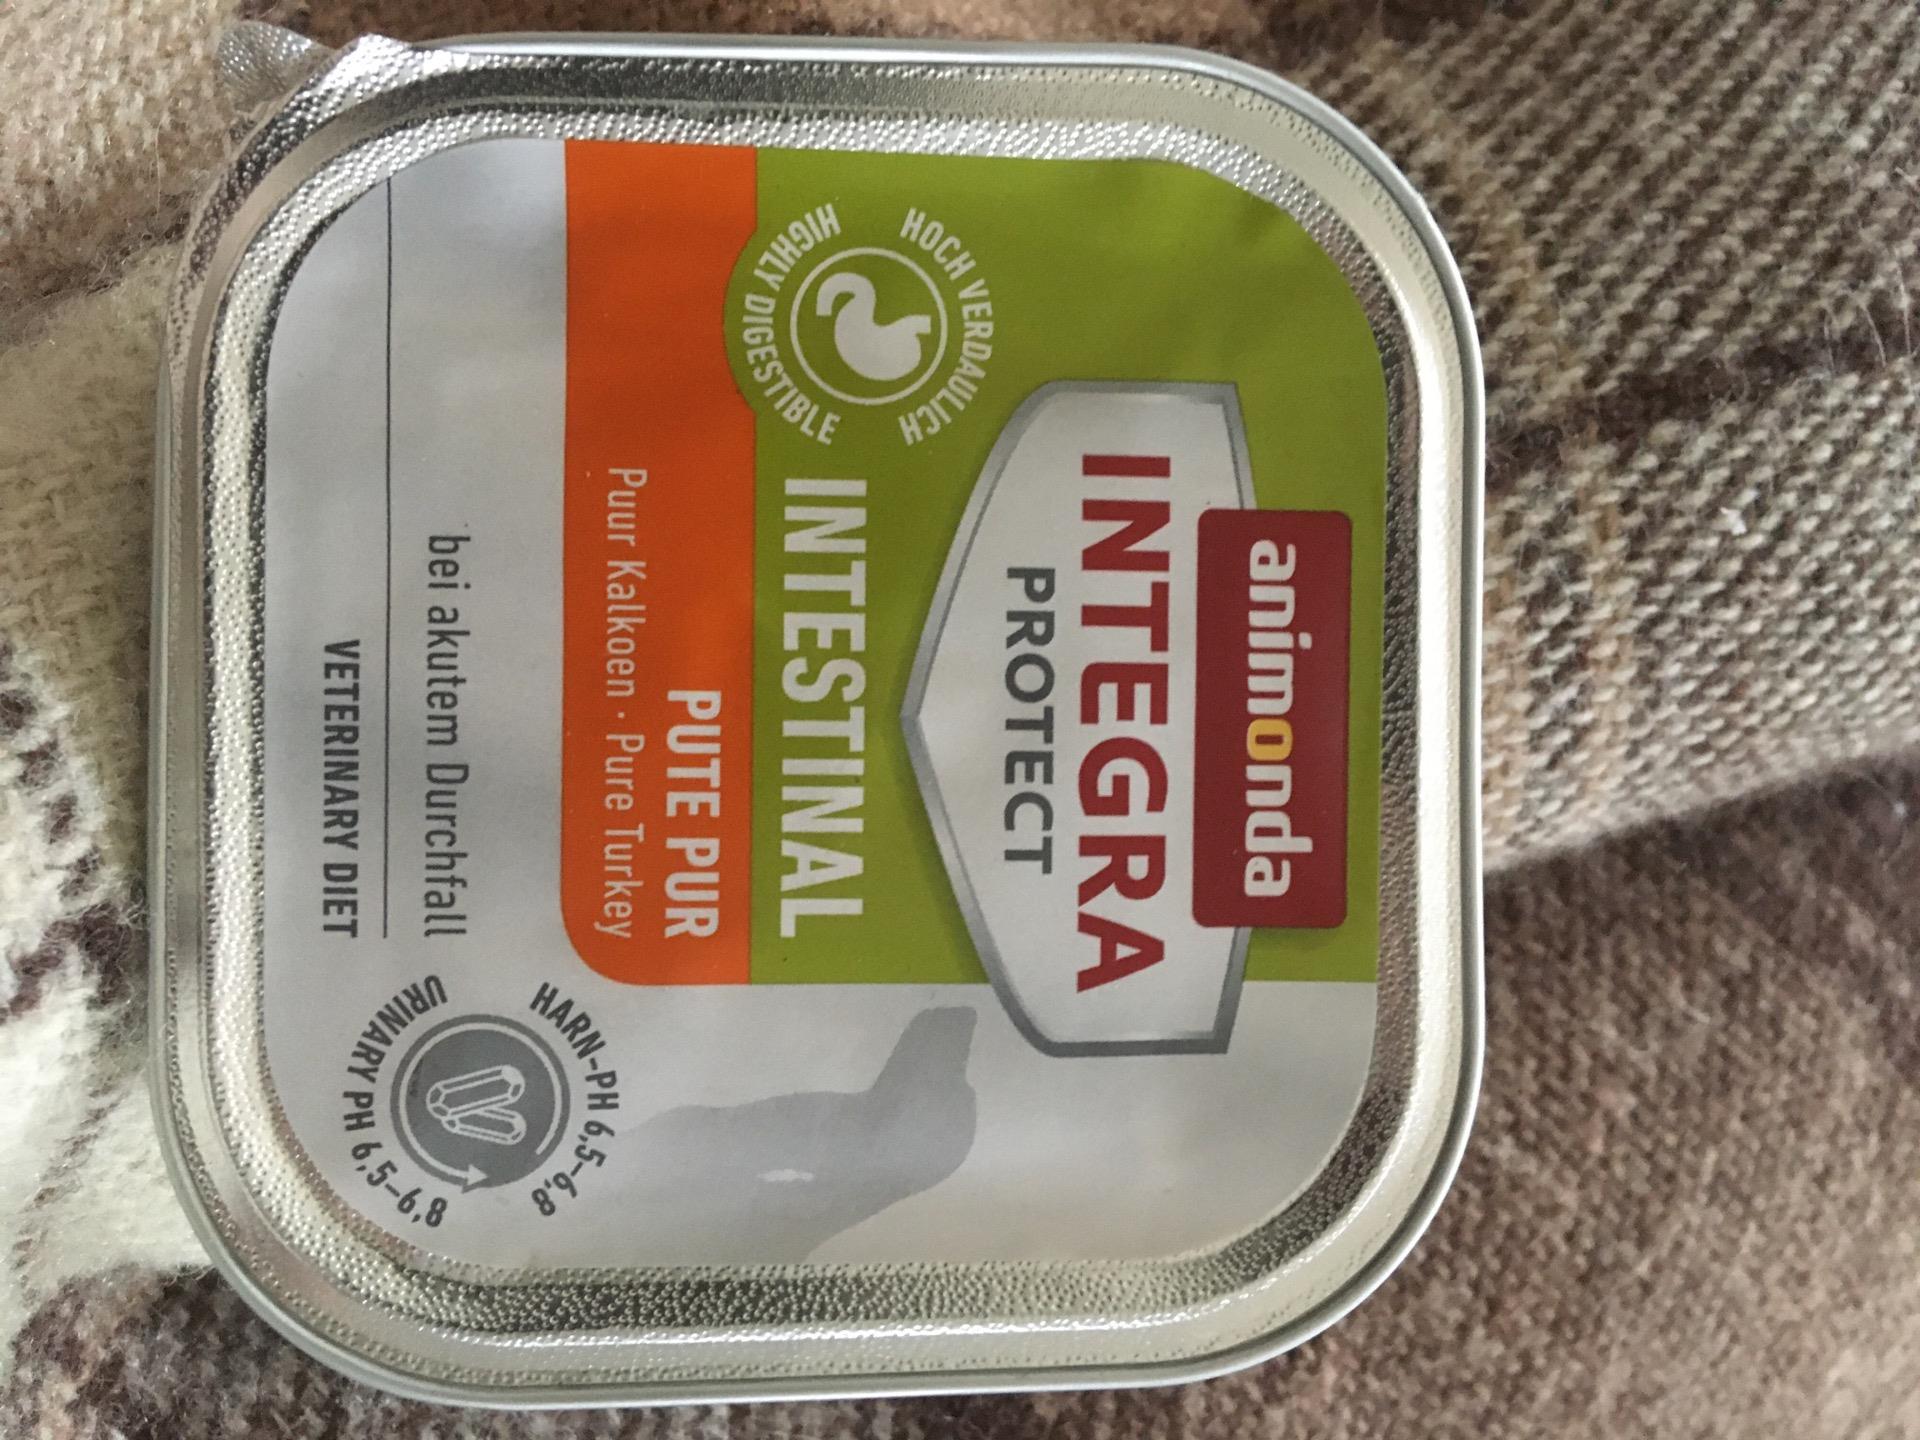 animonda
INTEGRA
PROTECT
HOCH VERDAULICH
HIGHLY DIGESTIBLE
INTESTINAL
PUTE PUR
Puur Kalkoen · Pure Turkey
bei akutem Durchfall
VETERINARY DIET
HARN-PH 6,5–6,8
URINARY PH 6,5–6,8